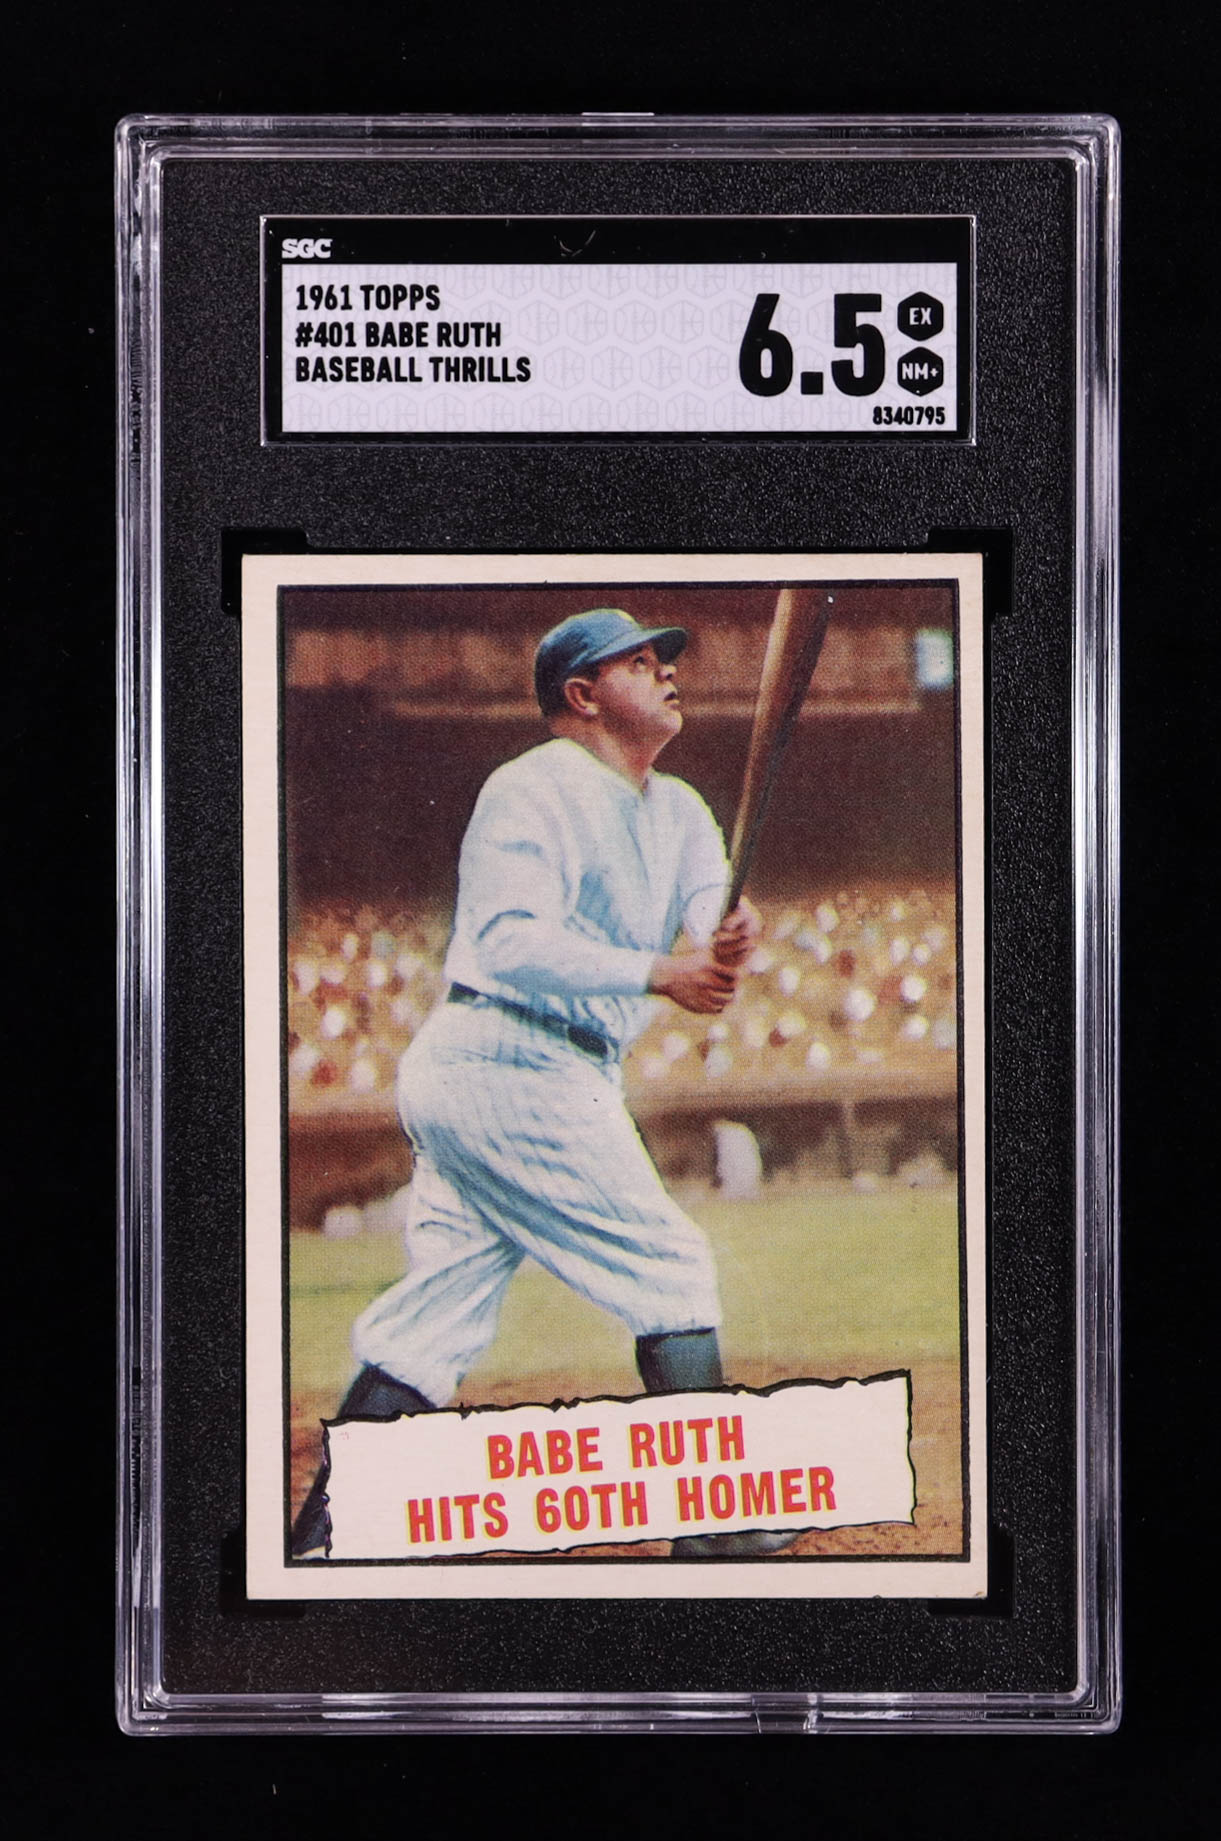 SGC
1961 TOPPS
#401 BABE RUTH
BASEBALL THRILLS
6.5
EX
NM+
8340795
BABE RUTH
HITS 60TH HOMER